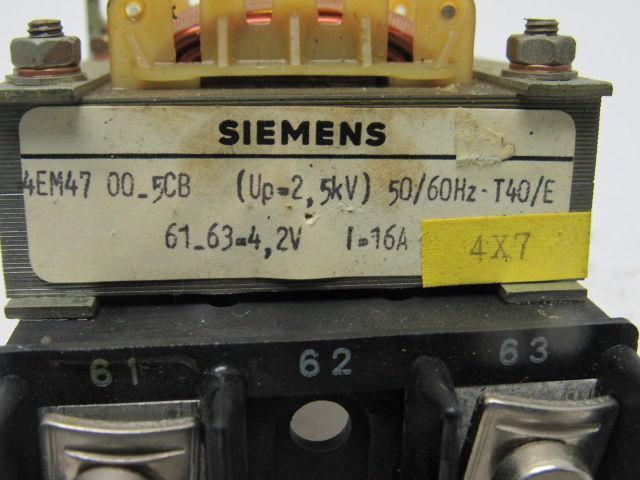 SIEMENS
4EM47 00_5CB (Up=2,5kV) 50/60Hz-T40/E
61_63=4,2V I=16A
4X7
61 62 63